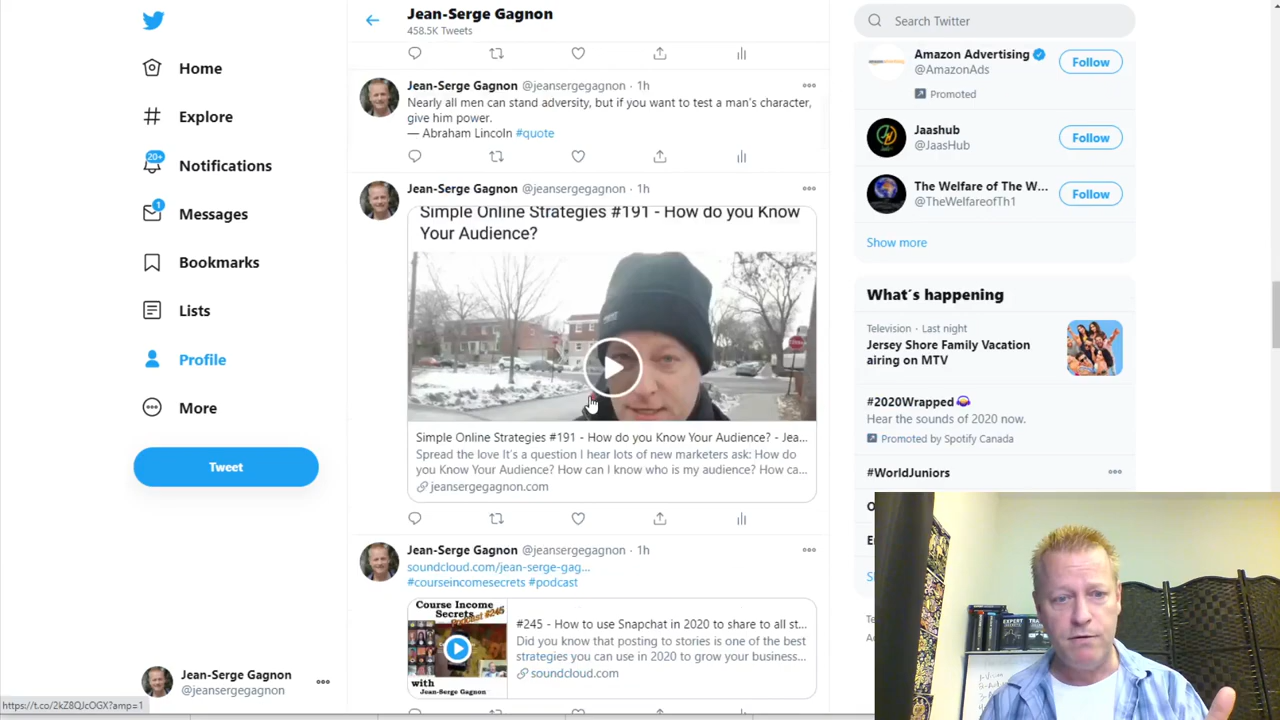 Jean-Serge Gagnon
458.5K Tweets
Home
Explore
20+
Notifications
1
Messages
Bookmarks
Lists
Profile
More
Tweet
Jean-Serge Gagnon
@jeansergegagnon
https://t.co/2kZ8QJcOGX?amp=1
Jean-Serge Gagnon @jeansergegagnon · 1h
Nearly all men can stand adversity, but if you want to test a man's character,
give him power.
— Abraham Lincoln #quote
Jean-Serge Gagnon @jeansergegagnon · 1h
Simple Online Strategies #191 - How do you Know
Your Audience?
Simple Online Strategies #191 - How do you Know Your Audience? - Jea...
Spread the love It's a question I hear lots of new marketers ask: How do
you Know Your Audience? How can I know who is my audience? How ca...
jeansergegagnon.com
Jean-Serge Gagnon @jeansergegagnon · 1h
soundcloud.com/jean-serge-gag...
#courseincomesecrets #podcast
Course Income
Secrets Podcast #245
with
Jean-Serge Gagnon
#245 - How to use Snapchat in 2020 to share to all st...
Did you know that posting to stories is one of the best
strategies you can use in 2020 to grow your business...
soundcloud.com
Search Twitter
Amazon Advertising
@AmazonAds
Promoted
Follow
Jaashub
@JaasHub
Follow
The Welfare of The W...
@TheWelfareofTh1
Follow
Show more
What's happening
Television · Last night
Jersey Shore Family Vacation
airing on MTV
#2020Wrapped
Hear the sounds of 2020 now.
Promoted by Spotify Canada
#WorldJuniors
EXPERT